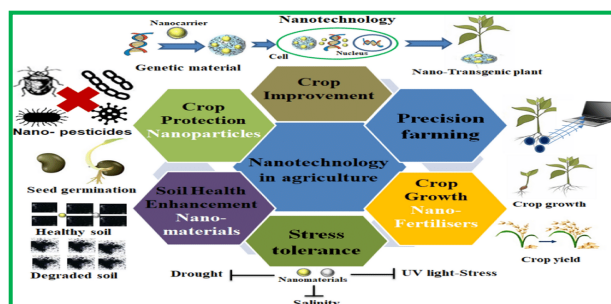 Nanotechnology
Nanocarrier
Nucleus
Genetic material
Cell
Nano-Transgenic plant
Crop
Improvement
Crop
Protection
Nanoparticles
Precision
farming
Nano- pesticides
Nanotechnology
in agriculture
Seed germination
Soil Health
Enhancement
Nano-
materials
Crop
Growth
Nano-
Fertilisers
Crop growth
Healthy soil
Stress
tolerance
Degraded soil
Crop yield
Drought
Nanomaterials
UV light-Stress
Salinity